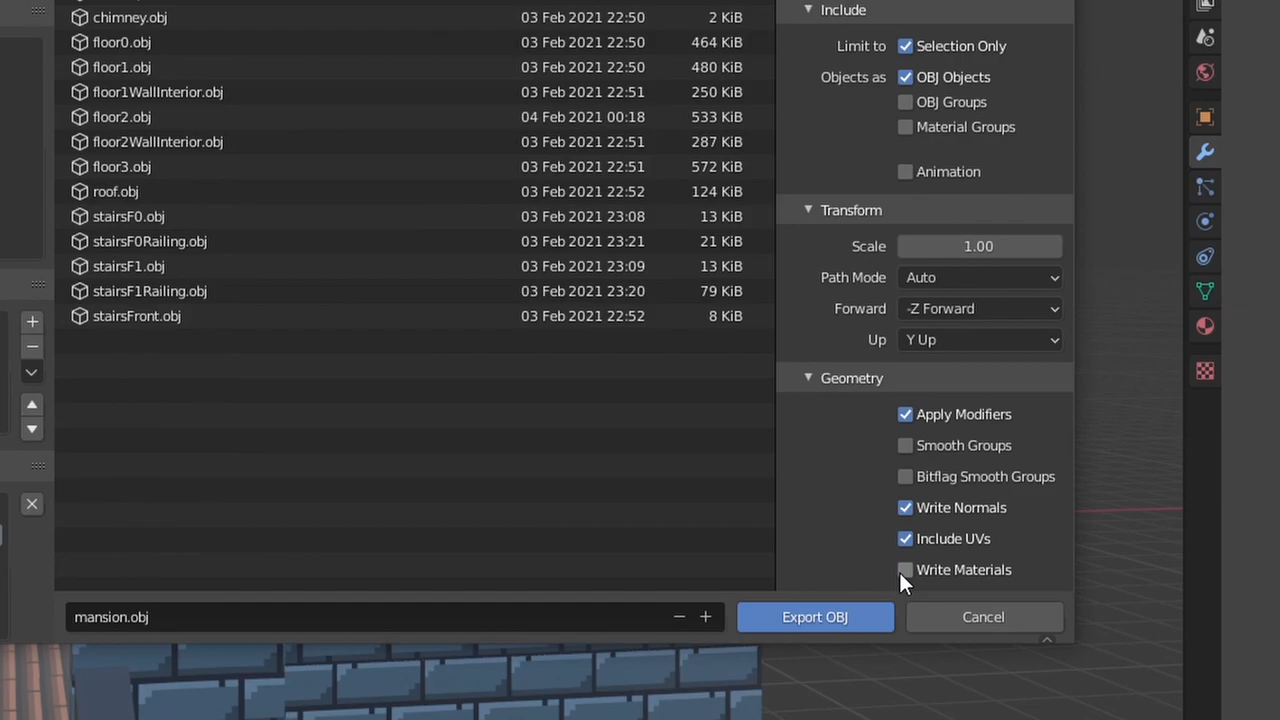 chimney.obj 03 Feb 2021 22:50 2 KiB
floor0.obj 03 Feb 2021 22:50 464 KiB
floor1.obj 03 Feb 2021 22:50 480 KiB
floor1WallInterior.obj 03 Feb 2021 22:51 250 KiB
floor2.obj 04 Feb 2021 00:18 533 KiB
floor2WallInterior.obj 03 Feb 2021 22:51 287 KiB
floor3.obj 03 Feb 2021 22:51 572 KiB
roof.obj 03 Feb 2021 22:52 124 KiB
stairsF0.obj 03 Feb 2021 23:08 13 KiB
stairsF0Railing.obj 03 Feb 2021 23:21 21 KiB
stairsF1.obj 03 Feb 2021 23:09 13 KiB
stairsF1Railing.obj 03 Feb 2021 23:20 79 KiB
stairsFront.obj 03 Feb 2021 22:52 8 KiB
Include
Limit to Selection Only
Objects as OBJ Objects
OBJ Groups
Material Groups
Animation
Transform
Scale 1.00
Path Mode Auto
Forward -Z Forward
Up Y Up
Geometry
Apply Modifiers
Smooth Groups
Bitflag Smooth Groups
Write Normals
Include UVs
Write Materials
mansion.obj
Export OBJ Cancel